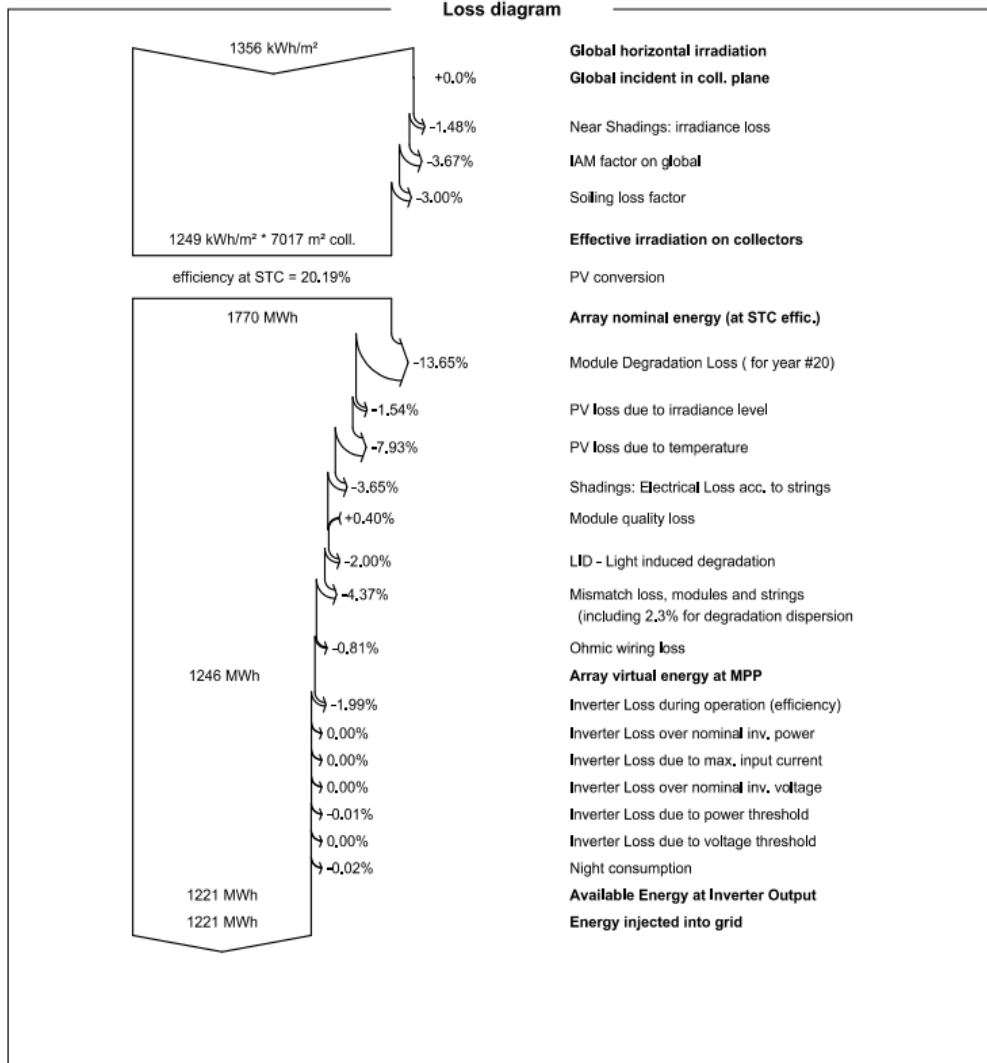 Loss diagram
1356 kWh/m² Global horizontal irradiation
+0.0% Global incident in coll. plane
-1.48% Near Shadings: irradiance loss
-3.67% IAM factor on global
-3.00% Soiling loss factor
1249 kWh/m² * 7017 m² coll. Effective irradiation on collectors
efficiency at STC = 20.19% PV conversion
1770 MWh Array nominal energy (at STC effic.)
-13.65% Module Degradation Loss ( for year #20)
-1.54% PV loss due to irradiance level
-7.93% PV loss due to temperature
-3.65% Shadings: Electrical Loss acc. to strings
+0.40% Module quality loss
-2.00% LID - Light induced degradation
-4.37% Mismatch loss, modules and strings
(including 2.3% for degradation dispersion
-0.81% Ohmic wiring loss
1246 MWh Array virtual energy at MPP
-1.99% Inverter Loss during operation (efficiency)
0.00% Inverter Loss over nominal inv. power
0.00% Inverter Loss due to max. input current
0.00% Inverter Loss over nominal inv. voltage
-0.01% Inverter Loss due to power threshold
0.00% Inverter Loss due to voltage threshold
-0.02% Night consumption
1221 MWh Available Energy at Inverter Output
1221 MWh Energy injected into grid